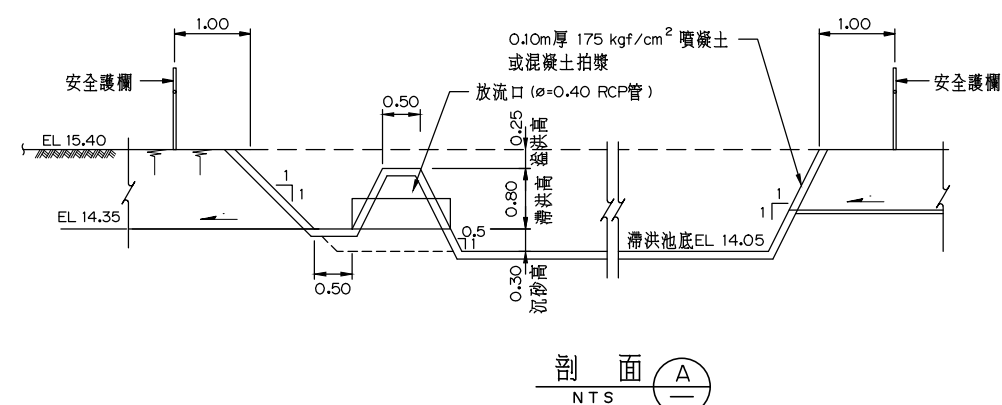 1.00
0.10m厚 175 kgf/cm² 噴凝土
或混凝土拍漿
1.00
安全護欄
放流口 (ø=0.40 RCP管)
安全護欄
0.50
0.25
溢洪高
EL 15.40
1
1
0.80
帶洪高
1
EL 14.35
0.5
1
滯洪池底EL 14.05
0.50
0.30
沉砂高
剖 面
A
NTS